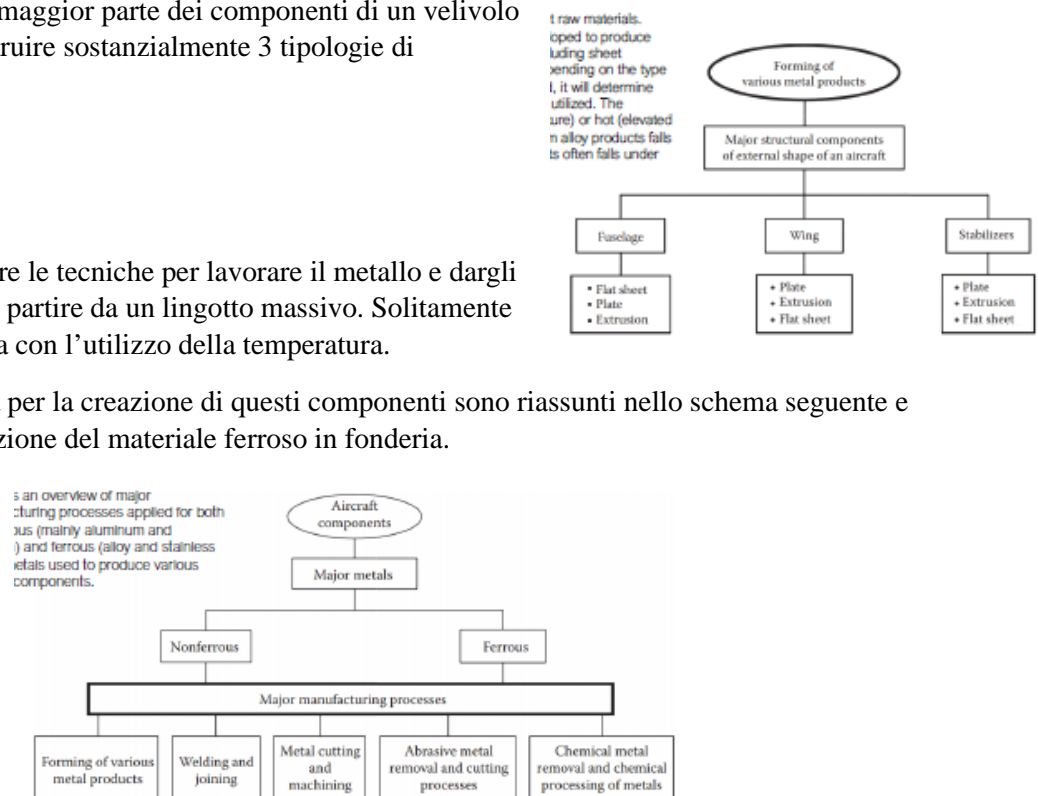 maggior parte dei componenti di un velivolo
ruire sostanzialmente 3 tipologie di
t raw materials.
oped to produce
luding sheet
pending on the type
l, it will determine
utilized. The
ure) or hot (elevated
n alloy products falls
ts often falls under
Forming of
various metal products
Major structural components
of external shape of an aircraft
Fuselage
Wing
Stabilizers
• Flat sheet
• Plate
• Extrusion
• Plate
• Extrusion
• Flat sheet
• Plate
• Extrusion
• Flat sheet
re le tecniche per lavorare il metallo e dargli
partire da un lingotto massivo. Solitamente
a con l’utilizzo della temperatura.
per la creazione di questi componenti sono riassunti nello schema seguente e
zione del materiale ferroso in fonderia.
s an overview of major
cturing processes applied for both
ous (mainly aluminum and
) and ferrous (alloy and stainless
etals used to produce various
components.
Aircraft
components
Major metals
Nonferrous
Ferrous
Major manufacturing processes
Forming of various
metal products
Welding and
joining
Metal cutting
and
machining
Abrasive metal
removal and cutting
processes
Chemical metal
removal and chemical
processing of metals